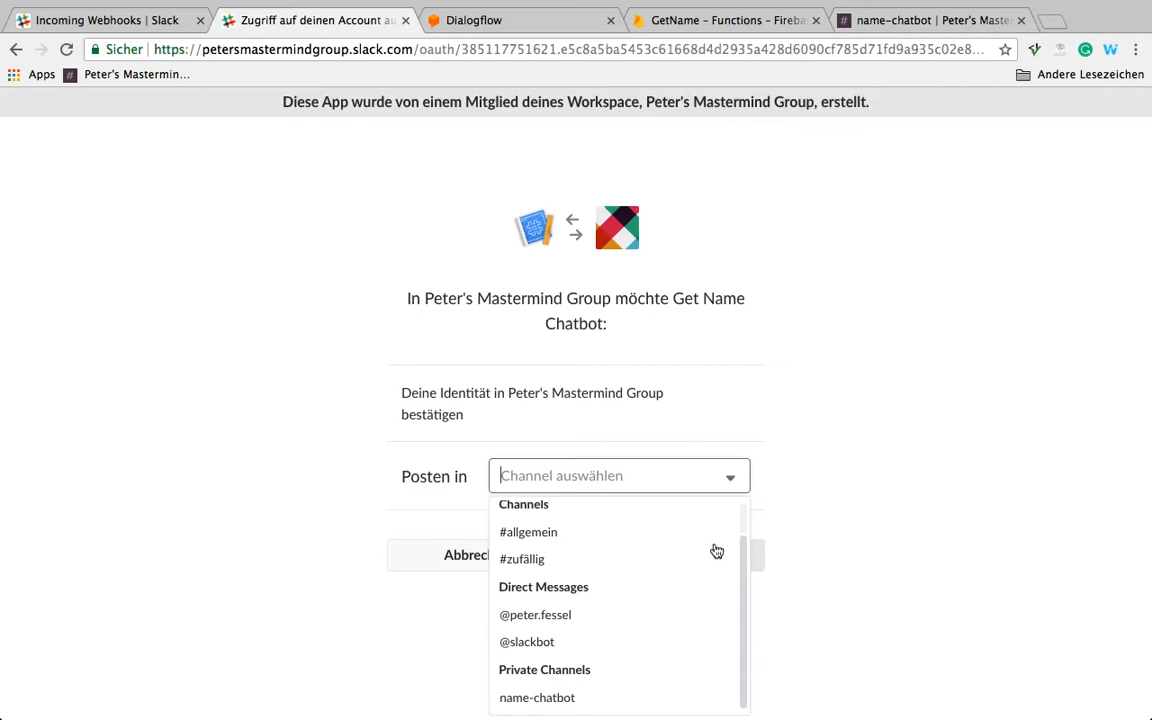 Incoming Webhooks | Slack
Zugriff auf deinen Account au
Dialogflow
GetName – Functions – Fireba
name-chatbot | Peter's Master
Sicher
https://petersmastermindgroup.slack.com/oauth/385117751621.e5c8a5ba5453c61668d4d2935a428d6090cf785d71fd9a935c02e8...
Apps
Peter's Mastermin...
Andere Lesezeichen
Diese App wurde von einem Mitglied deines Workspace, Peter's Mastermind Group, erstellt.
In Peter's Mastermind Group möchte Get Name
Chatbot:
Deine Identität in Peter's Mastermind Group
bestätigen
Posten in
Channel auswählen
Channels
#allgemein
#zufällig
Abbrec
Direct Messages
@peter.fessel
@slackbot
Private Channels
name-chatbot